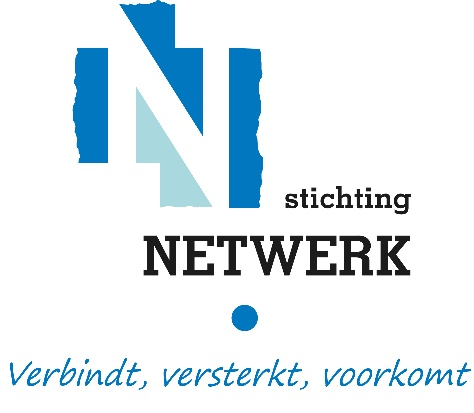 N
stichting
NETWERK
Verbindt, versterkt, voorkomt